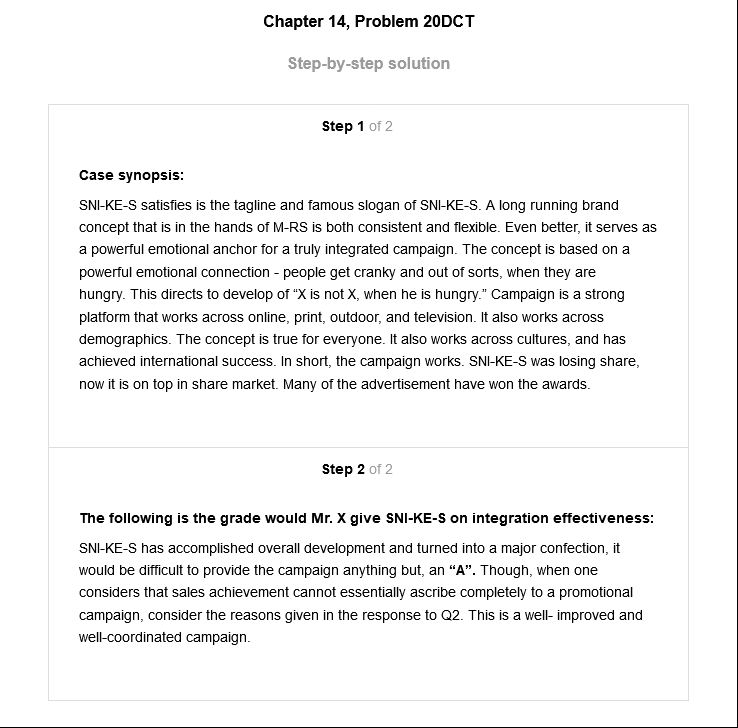 Chapter 14, Problem 20DCT
Step-by-step solution
Step 1 of 2
Case synopsis:
SNI-KE-S satisfies is the tagline and famous slogan of SNI-KE-S. A long running brand
concept that is in the hands of M-RS is both consistent and flexible. Even better, it serves as
a powerful emotional anchor for a truly integrated campaign. The concept is based on a
powerful emotional connection - people get cranky and out of sorts, when they are
hungry. This directs to develop of “X is not X, when he is hungry.” Campaign is a strong
platform that works across online, print, outdoor, and television. It also works across
demographics. The concept is true for everyone. It also works across cultures, and has
achieved international success. In short, the campaign works. SNI-KE-S was losing share,
now it is on top in share market. Many of the advertisement have won the awards.
Step 2 of 2
The following is the grade would Mr. X give SNI-KE-S on integration effectiveness:
SNI-KE-S has accomplished overall development and turned into a major confection, it
would be difficult to provide the campaign anything but, an “A”. Though, when one
considers that sales achievement cannot essentially ascribe completely to a promotional
campaign, consider the reasons given in the response to Q2. This is a well- improved and
well-coordinated campaign.